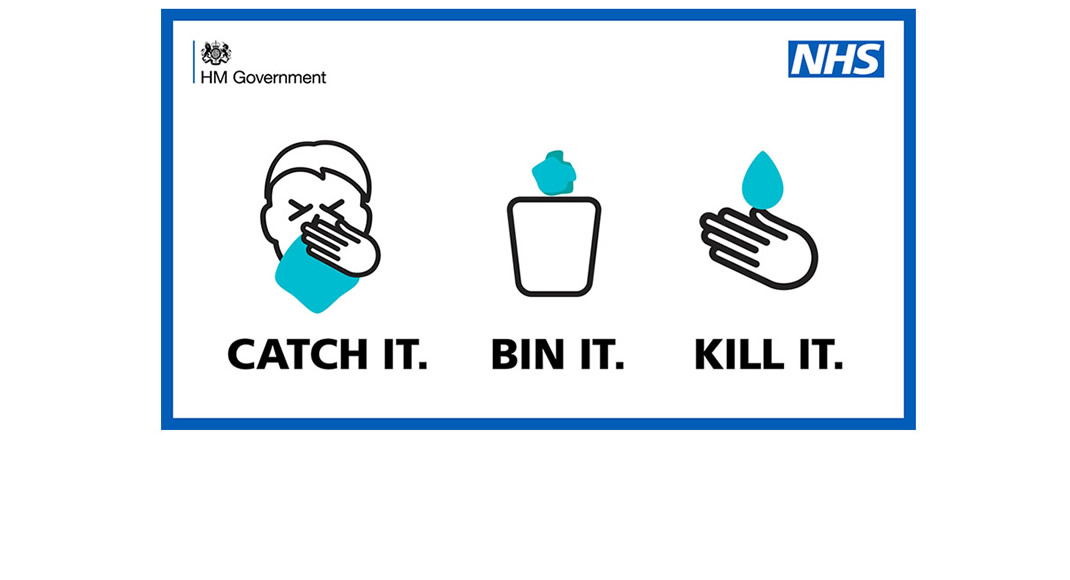 HM Government
NHS
CATCH IT. BIN IT. KILL IT.